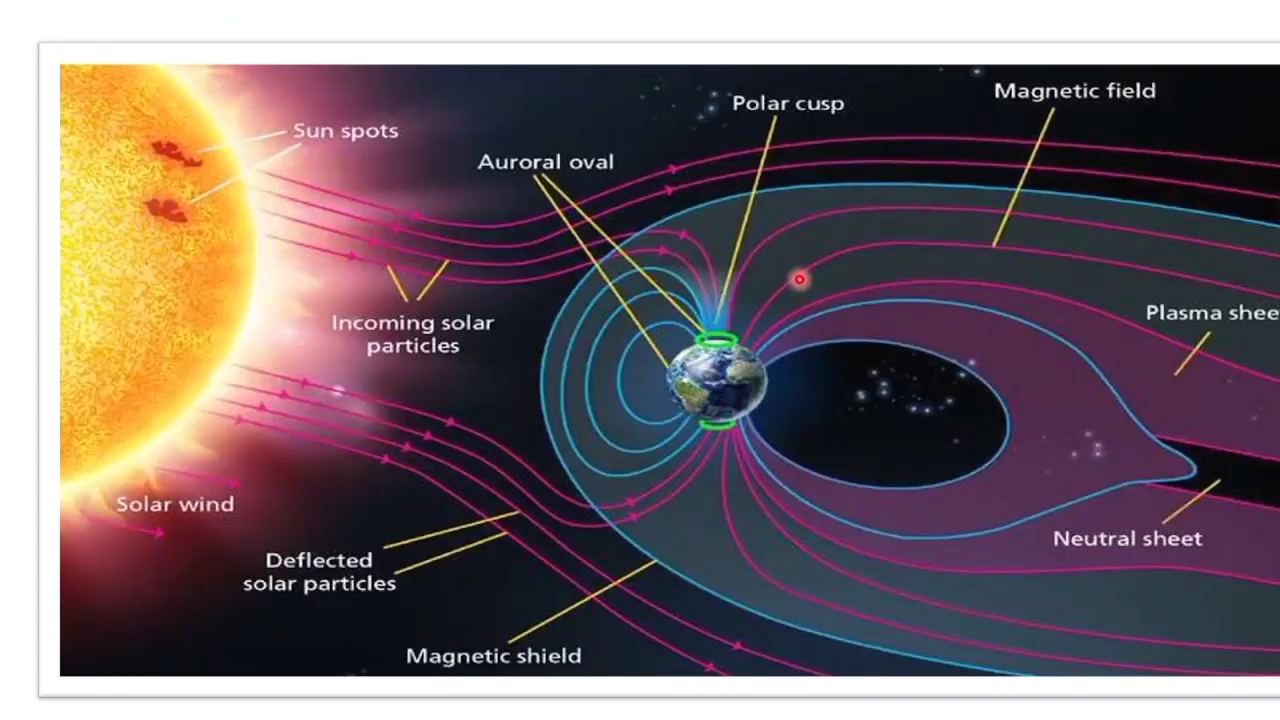 Magnetic field
Polar cusp
Sun spots
Auroral oval
Incoming solar
particles
Plasma shee
Solar wind
Neutral sheet
Deflected
solar particles
Magnetic shield